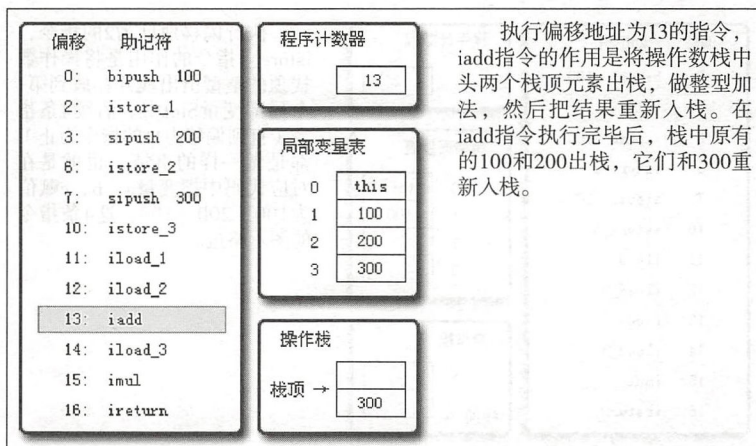 偏移 助记符
0: bipush 100
2: istore_1
3: sipush 200
6: istore_2
7: sipush 300
10: istore_3
11: iload_1
12: iload_2
13: iadd
14: iload_3
15: imul
16: ireturn
程序计数器
13
局部变量表
0 this
1 100
2 200
3 300
操作栈
栈顶 →
300
执行偏移地址为13的指令，
iadd指令的作用是将操作数栈中
头两个栈顶元素出栈，做整型加
法，然后把结果重新入栈。在
iadd指令执行完毕后，栈中原有
的100和200出栈，它们和300重
新入栈。